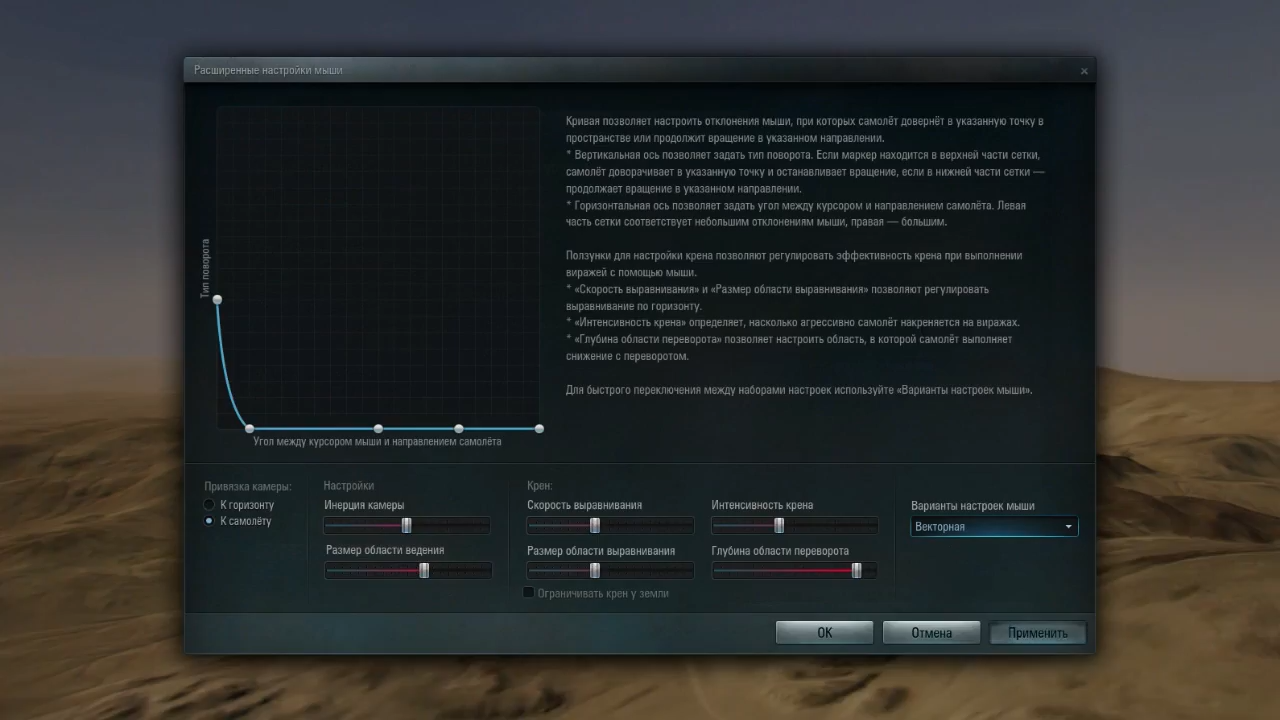 Расширенные настройки мыши
Кривая позволяет настроить отклонения мыши, при которых самолёт довернёт в указанную точку в
пространстве или продолжит вращение в указанном направлении.
* Вертикальная ось позволяет задать тип поворота. Если маркер находится в верхней части сетки,
самолёт доворачивает в указанную точку и останавливает вращение, если в нижней части сетки —
продолжает вращение в указанном направлении.
* Горизонтальная ось позволяет задать угол между курсором и направлением самолёта. Левая
часть сетки соответствует небольшим отклонениям мыши, правая — большим.
Ползунки для настройки крена позволяют регулировать эффективность крена при выполнении
виражей с помощью мыши.
* «Скорость выравнивания» и «Размер области выравнивания» позволяют регулировать
выравнивание по горизонту.
* «Интенсивность крена» определяет, насколько агрессивно самолёт накреняется на виражах.
* «Глубина области переворота» позволяет настроить область, в которой самолёт выполняет
снижение с переворотом.
Для быстрого переключения между наборами настроек используйте «Варианты настроек мыши».
Тип поворота
Угол между курсором мыши и направлением самолёта
Привязка камеры:
К горизонту
К самолёту
Настройки
Инерция камеры
Размер области ведения
Крен:
Скорость выравнивания
Размер области выравнивания
Ограничивать крен у земли
Интенсивность крена
Глубина области переворота
Варианты настроек мыши
Векторная
OK
Отмена
Применить